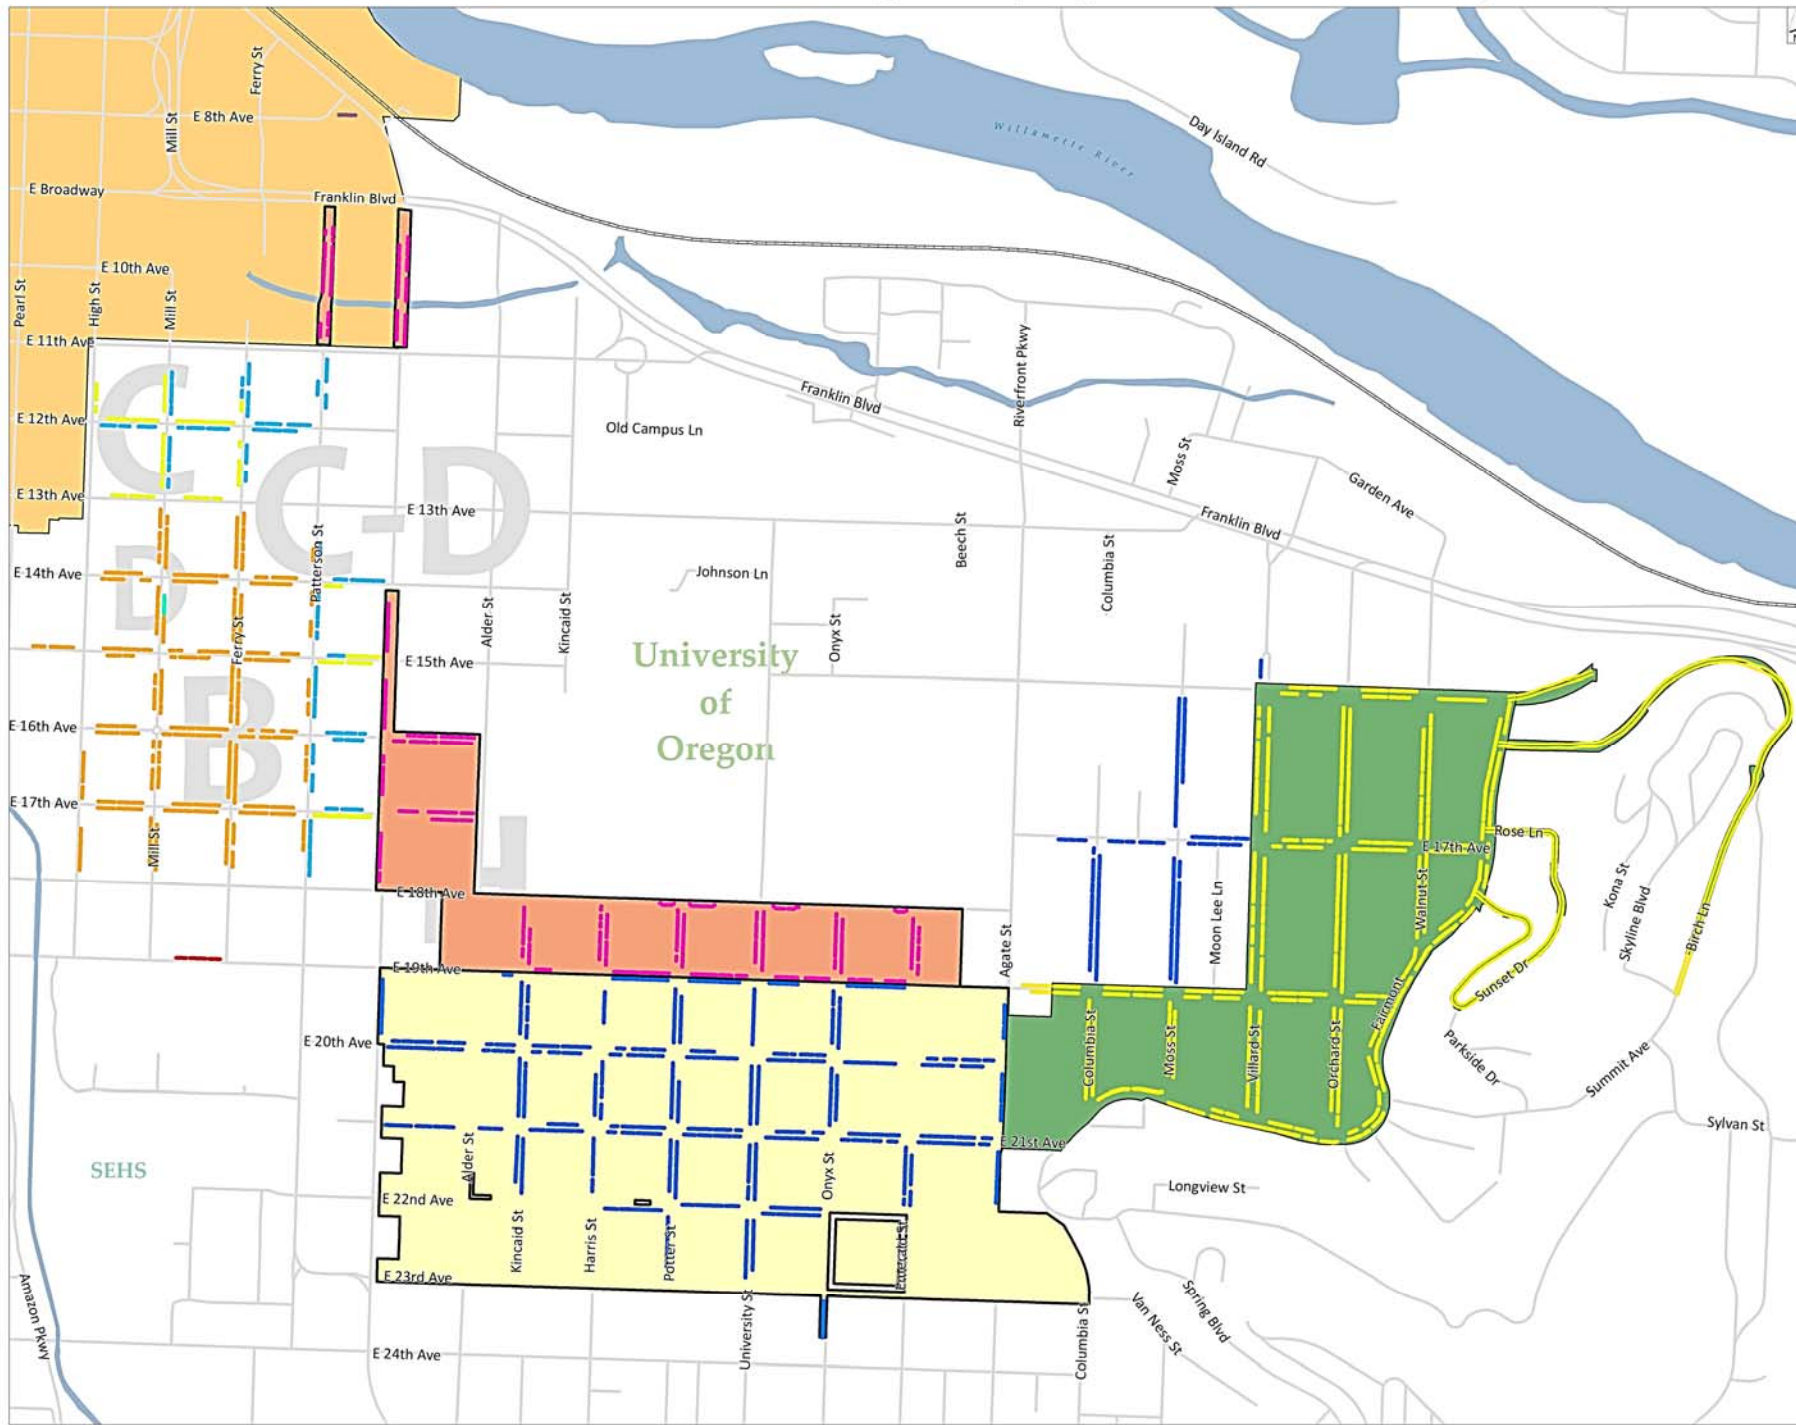 Ferry St
E 8th Ave
Mill St
Day Island Rd
Willamette River
E Broadway
Franklin Blvd
E 10th Ave
Pearl St
High St
Mill St
E 11th Ave
Riverfront Pkwy
Franklin Blvd
C
E 12th Ave
Old Campus Ln
Moss St
C-D
E 13th Ave
E 13th Ave
Garden Ave
Franklin Blvd
Beech St
Patterson St
D
E 14th Ave
Johnson Ln
Columbia St
Alder St
Kincaid St
Onyx St
Ferry St
E 15th Ave
University
of
Oregon
B
E 16th Ave
E 17th Ave
Mill St
Rose Ln
E 17th Ave
Walnut St
Kona St
Skyline Blvd
Birch Ln
Moon Lee Ln
E 18th Ave
Agate St
E 19th Ave
Sunset Dr
Fairmont
E 20th Ave
Columbia St
Moss St
Villard St
Orchard St
Parkside Dr
Summit Ave
Sylvan St
E 21st Ave
Alder St
SEHS
Onyx St
Longview St
E 22nd Ave
Kincaid St
Harris St
Potter St
Emerald St
E 23rd Ave
Amazon Pkwy
University St
Columbia St
Van Ness St
Spring Blvd
E 24th Ave